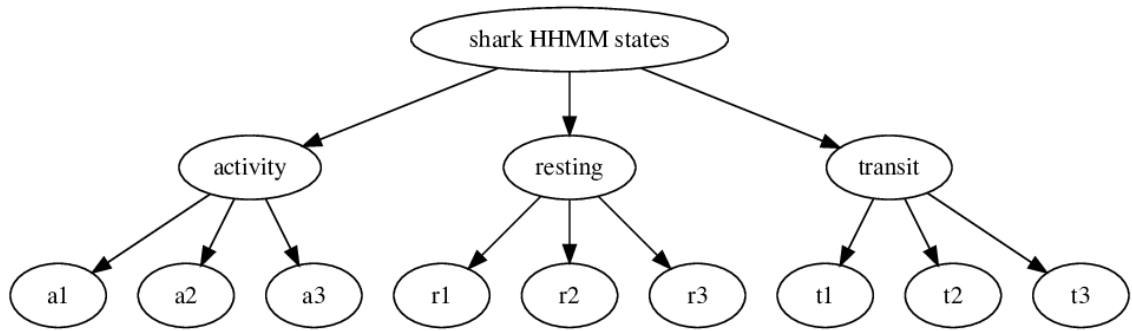 shark HHMM states
activity
resting
transit
a1
a2
a3
r1
r2
r3
t1
t2
t3